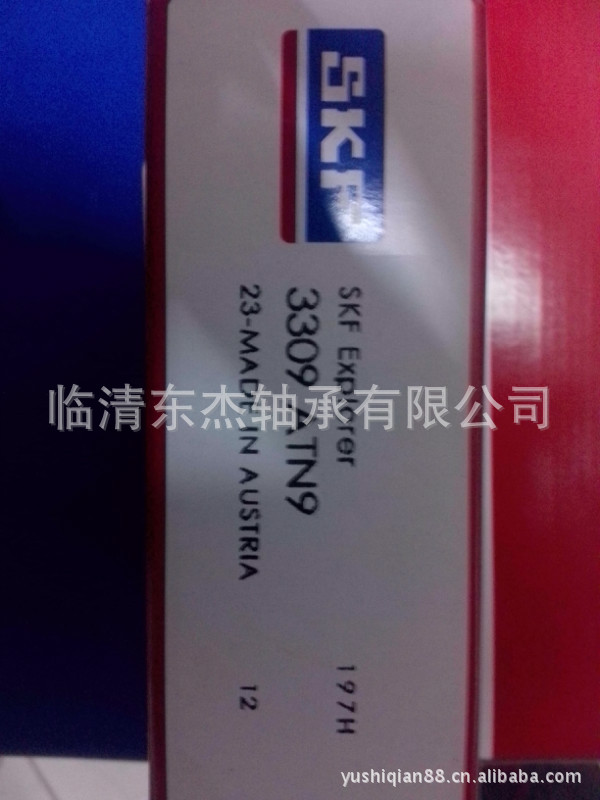 SKF
SKF Explorer
197H
3309 ATN9
23-MADE IN AUSTRIA
12
临清东杰轴承有限公司
yushiqian88.cn.alibaba.com